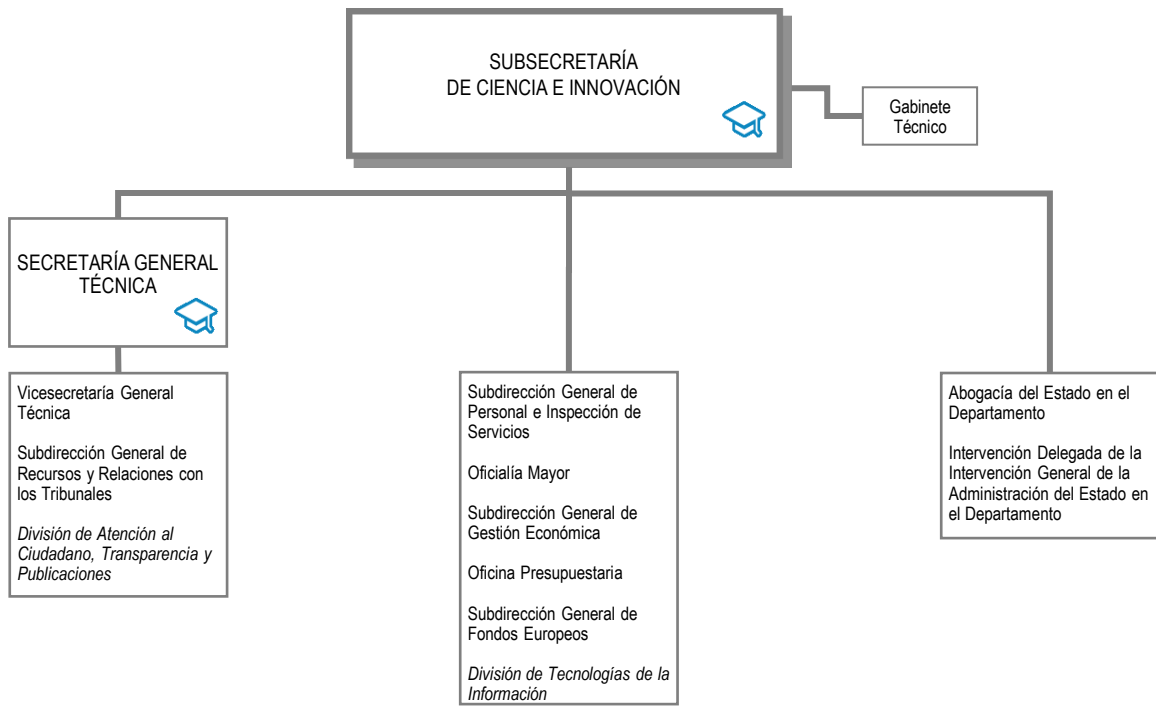 SUBSECRETARÍA
DE CIENCIA E INNOVACIÓN
Gabinete
Técnico
SECRETARÍA GENERAL
TÉCNICA
Vicesecretaría General
Técnica
Subdirección General de
Recursos y Relaciones con
los Tribunales
División de Atención al
Ciudadano, Transparencia y
Publicaciones
Subdirección General de
Personal e Inspección de
Servicios
Oficialía Mayor
Subdirección General de
Gestión Económica
Oficina Presupuestaria
Subdirección General de
Fondos Europeos
División de Tecnologías de la
Información
Abogacía del Estado en el
Departamento
Intervención Delegada de la
Intervención General de la
Administración del Estado en
el Departamento